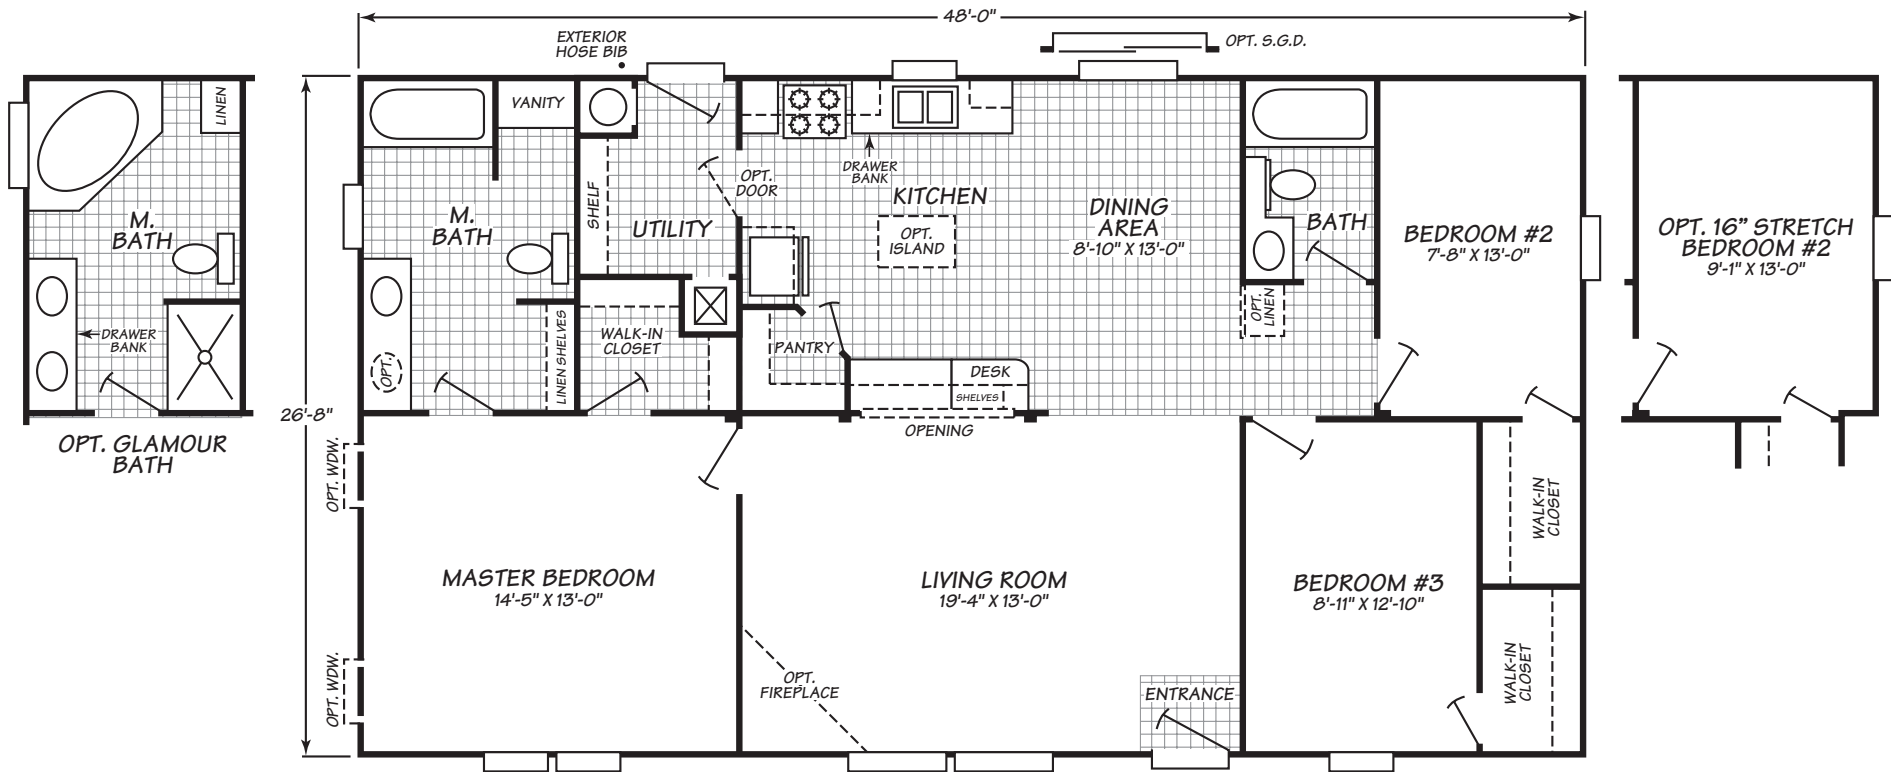 48'-0"
EXTERIOR
HOSE BIB
OPT. S.G.D.
LINEN
M.
BATH
DRAWER
BANK
OPT. GLAMOUR
BATH
26'-8"
VANITY
M.
BATH
OPT.
LINEN SHELVES
SHELF
UTILITY
OPT.
DOOR
WALK-IN
CLOSET
DRAWER
BANK
KITCHEN
OPT.
ISLAND
PANTRY
DESK
SHELVES
OPENING
DINING
AREA
8'-10" X 13'-0"
BATH
OPT.
LINEN
BEDROOM #2
7'-8" X 13'-0"
OPT. 16" STRETCH
BEDROOM #2
9'-1" X 13'-0"
OPT. WDW.
OPT. WDW.
MASTER BEDROOM
14'-5" X 13'-0"
LIVING ROOM
19'-4" X 13'-0"
OPT.
FIREPLACE
ENTRANCE
BEDROOM #3
8'-11" X 12'-10"
WALK-IN
CLOSET
WALK-IN
CLOSET